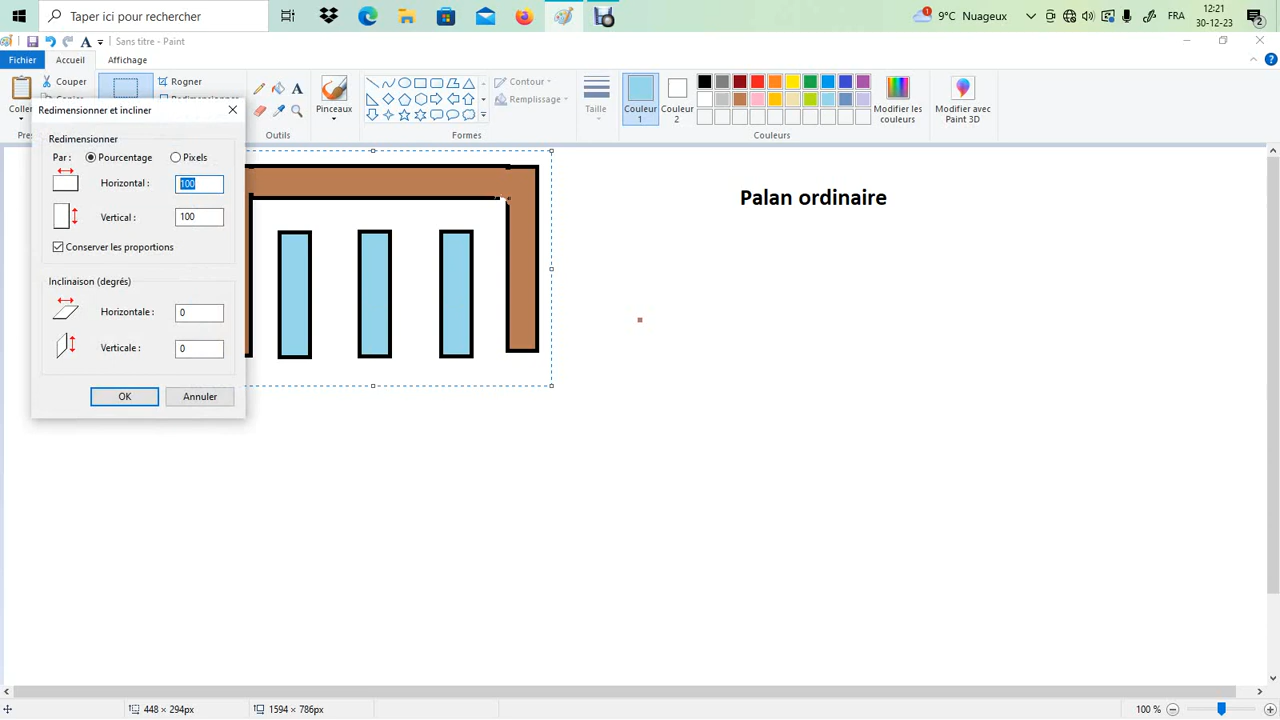 Taper ici pour rechercher
9°C Nuageux
FRA
12:21
30-12-23
2
Sans titre - Paint
Fichier
Accueil
Affichage
Coller
Couper
Rogner
Pinceaux
Outils
Contour
Remplissage
Formes
Taille
Couleur 1
Couleur 2
Couleurs
Modifier les couleurs
Modifier avec Paint 3D
Redimensionner et incliner
Redimensionner
Par :
Pourcentage
Pixels
Horizontal :
100
Vertical :
100
Conserver les proportions
Inclinaison (degrés)
Horizontale :
0
Verticale :
0
OK
Annuler
Palan ordinaire
448 × 294px
1594 × 786px
100 %